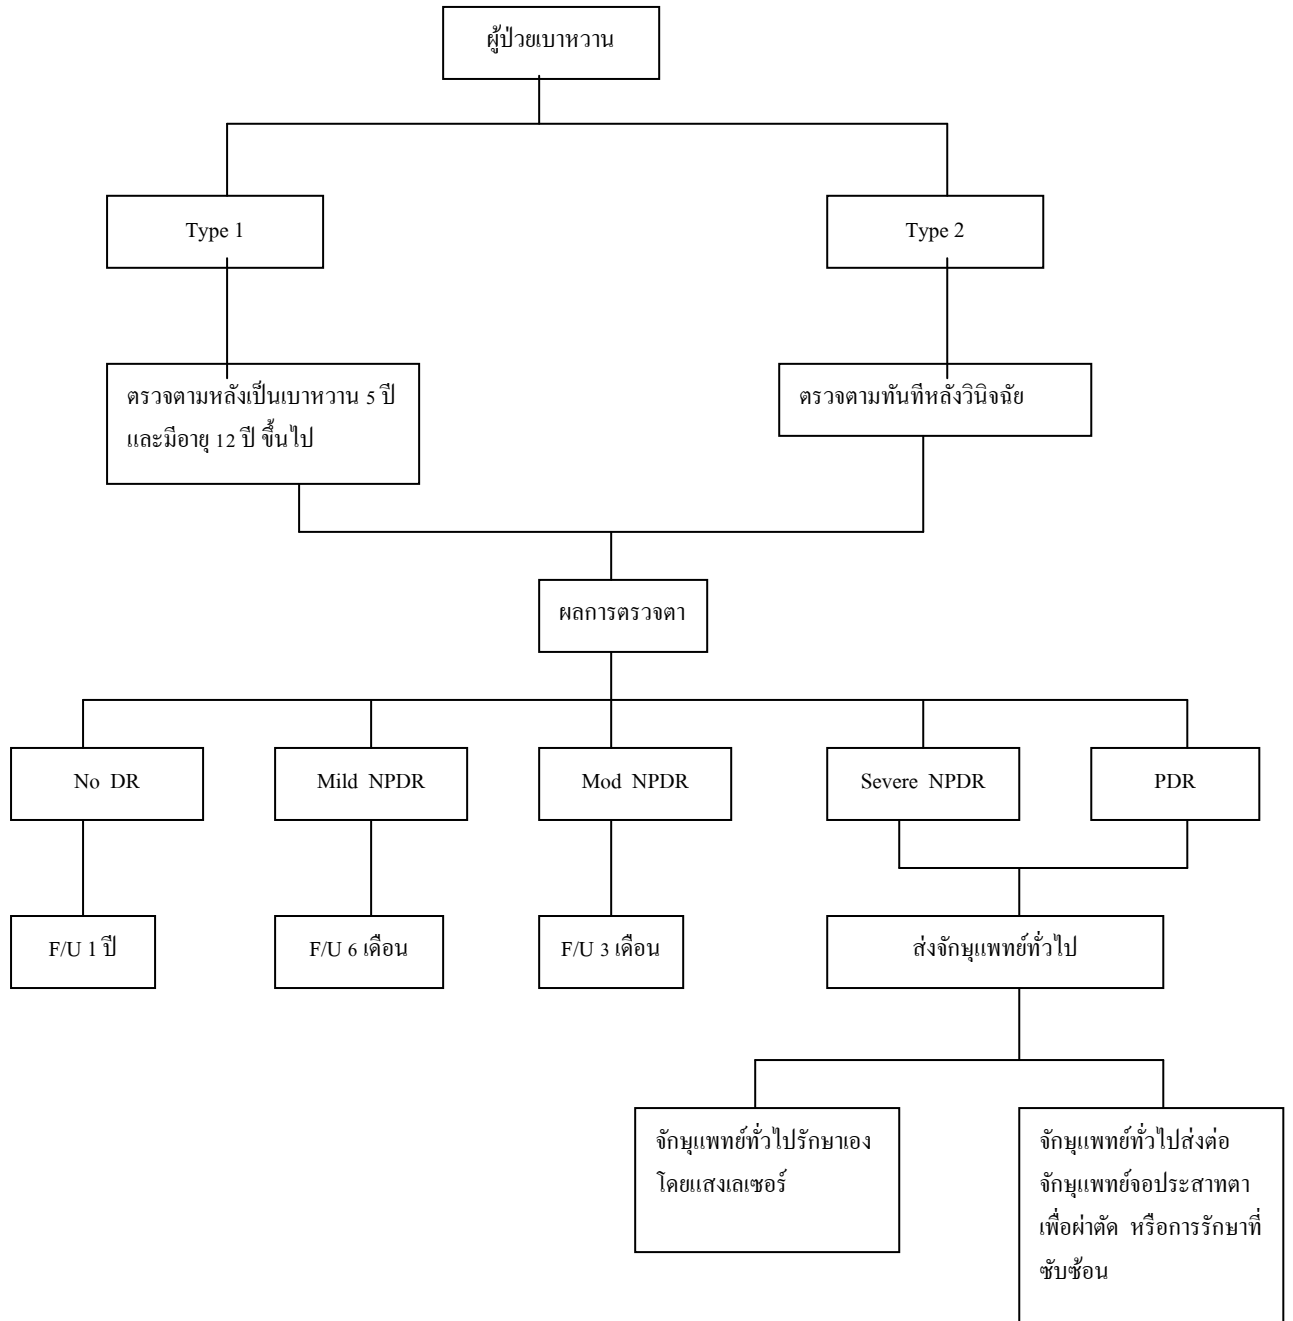 ผู้ป่วยเบาหวาน
Type 1
Type 2
ตรวจตามหลังเป็นเบาหวาน 5 ปี
และมีอายุ 12 ปี ขึ้นไป
ตรวจตามทันทีหลังวินิจฉัย
ผลการตรวจตา
No DR
Mild NPDR
Mod NPDR
Severe NPDR
PDR
F/U 1 ปี
F/U 6 เดือน
F/U 3 เดือน
ส่งจักษุแพทย์ทั่วไป
จักษุแพทย์ทั่วไปรักษาเอง
โดยแสงเลเซอร์
จักษุแพทย์ทั่วไปส่งต่อ
จักษุแพทย์จอประสาทตา
เพื่อผ่าตัด หรือการรักษาที่
ซับซ้อน